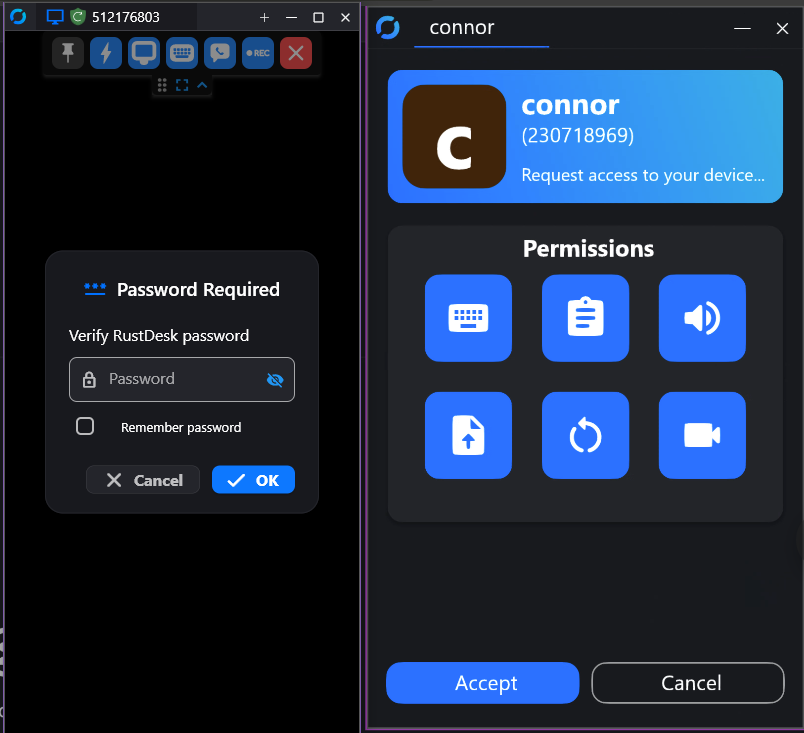 512176803
REC
Password Required
Verify RustDesk password
Password
Remember password
Cancel
OK
connor
c
connor
(230718969)
Request access to your device...
Permissions
Accept
Cancel